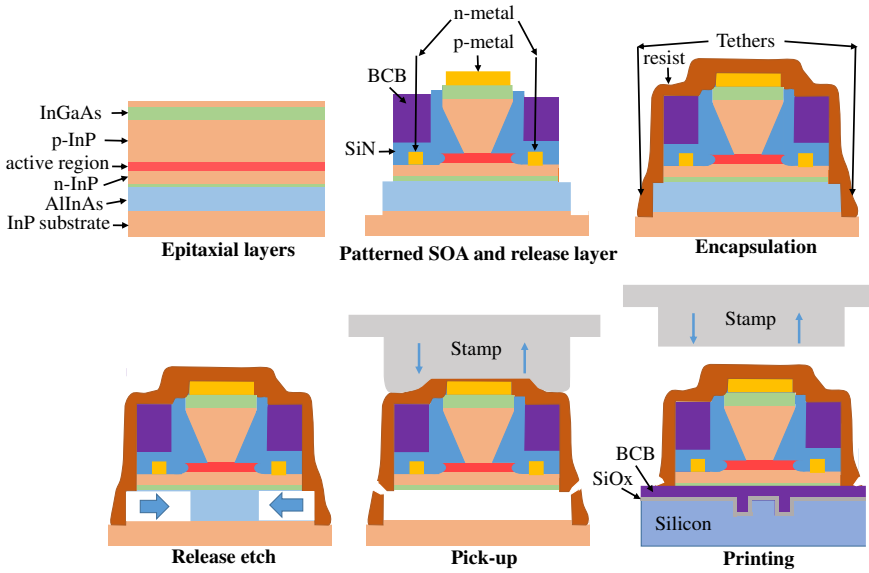 n-metal
p-metal
BCB
SiN
InGaAs
p-InP
active region
n-InP
AlInAs
InP substrate
Epitaxial layers
Patterned SOA and release layer
Tethers
resist
Encapsulation
Release etch
Stamp
Pick-up
Stamp
BCB
SiOx
Silicon
Printing